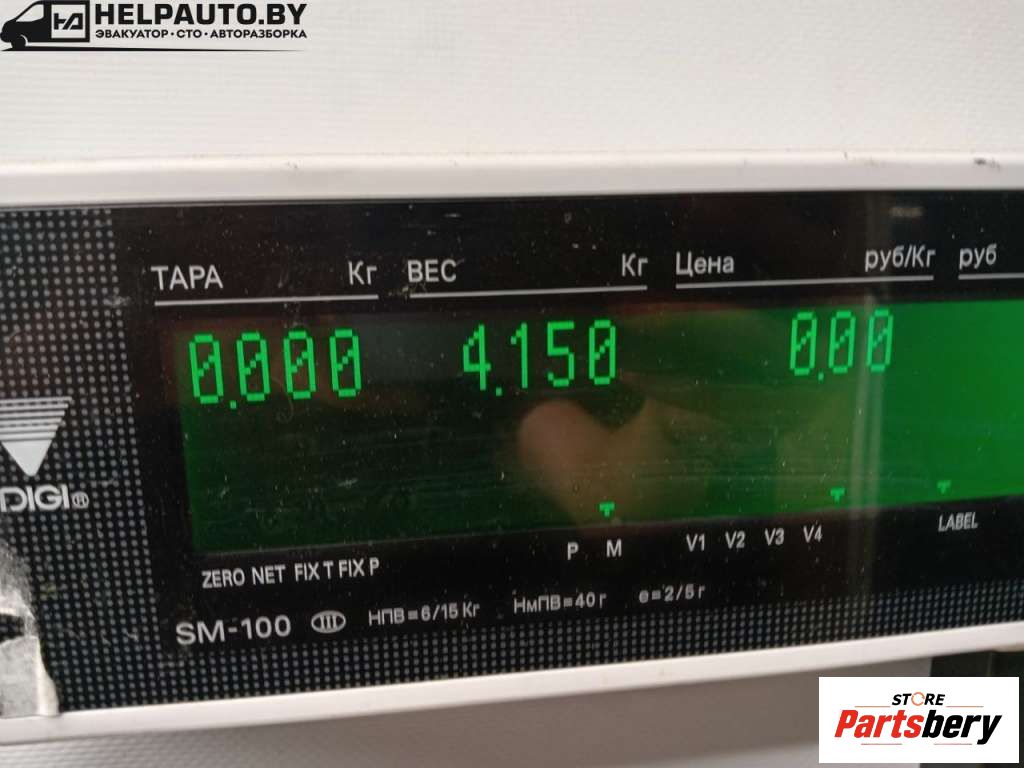 HELPAUTO.BY
ЭВАКУАТОР · СТО · АВТОРАЗБОРКА
ТАРА Кг ВЕС Кг Цена руб/Кг руб
0.000 4.150 0.00
DIGI®
P M V1 V2 V3 V4 LABEL
ZERO NET FIX T FIX P
SM-100 III НПВ=6/15 Кг НмПВ=40 г e=2/5 г
STORE
Partsbery